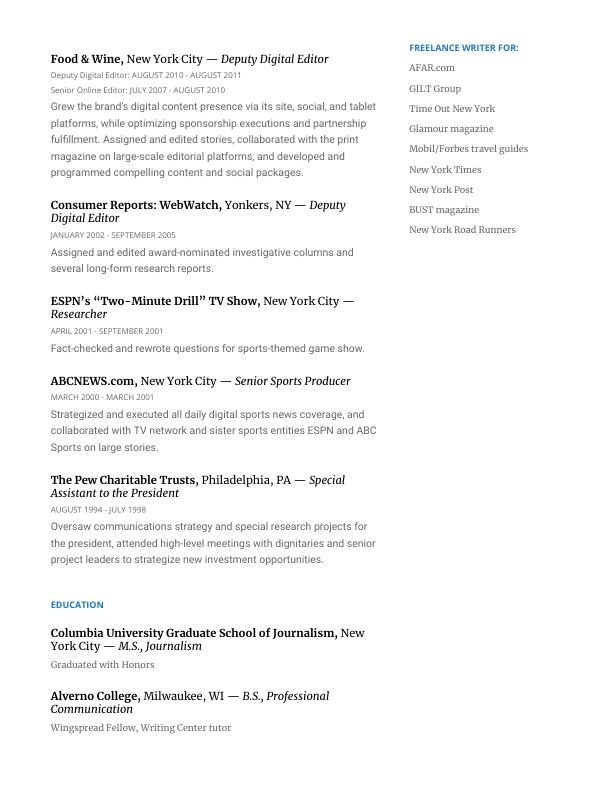 Food & Wine, New York City — Deputy Digital Editor
Deputy Digital Editor: AUGUST 2010 - AUGUST 2011
Senior Online Editor: JULY 2007 - AUGUST 2010
Grew the brand's digital content presence via its site, social, and tablet
platforms, while optimizing sponsorship executions and partnership
fulfillment. Assigned and edited stories, collaborated with the print
magazine on large-scale editorial platforms, and developed and
programmed compelling content and social packages.
Consumer Reports: WebWatch, Yonkers, NY — Deputy
Digital Editor
JANUARY 2002 - SEPTEMBER 2005
Assigned and edited award-nominated investigative columns and
several long-form research reports.
ESPN's “Two-Minute Drill” TV Show, New York City —
Researcher
APRIL 2001 - SEPTEMBER 2001
Fact-checked and rewrote questions for sports-themed game show.
ABCNEWS.com, New York City — Senior Sports Producer
MARCH 2000 - MARCH 2001
Strategized and executed all daily digital sports news coverage, and
collaborated with TV network and sister sports entities ESPN and ABC
Sports on large stories.
The Pew Charitable Trusts, Philadelphia, PA — Special
Assistant to the President
AUGUST 1994 - JULY 1998
Oversaw communications strategy and special research projects for
the president, attended high-level meetings with dignitaries and senior
project leaders to strategize new investment opportunities.
EDUCATION
Columbia University Graduate School of Journalism, New
York City — M.S., Journalism
Graduated with Honors
Alverno College, Milwaukee, WI — B.S., Professional
Communication
Wingspread Fellow, Writing Center tutor
FREELANCE WRITER FOR:
AFAR.com
GILT Group
Time Out New York
Glamour magazine
Mobil/Forbes travel guides
New York Times
New York Post
BUST magazine
New York Road Runners